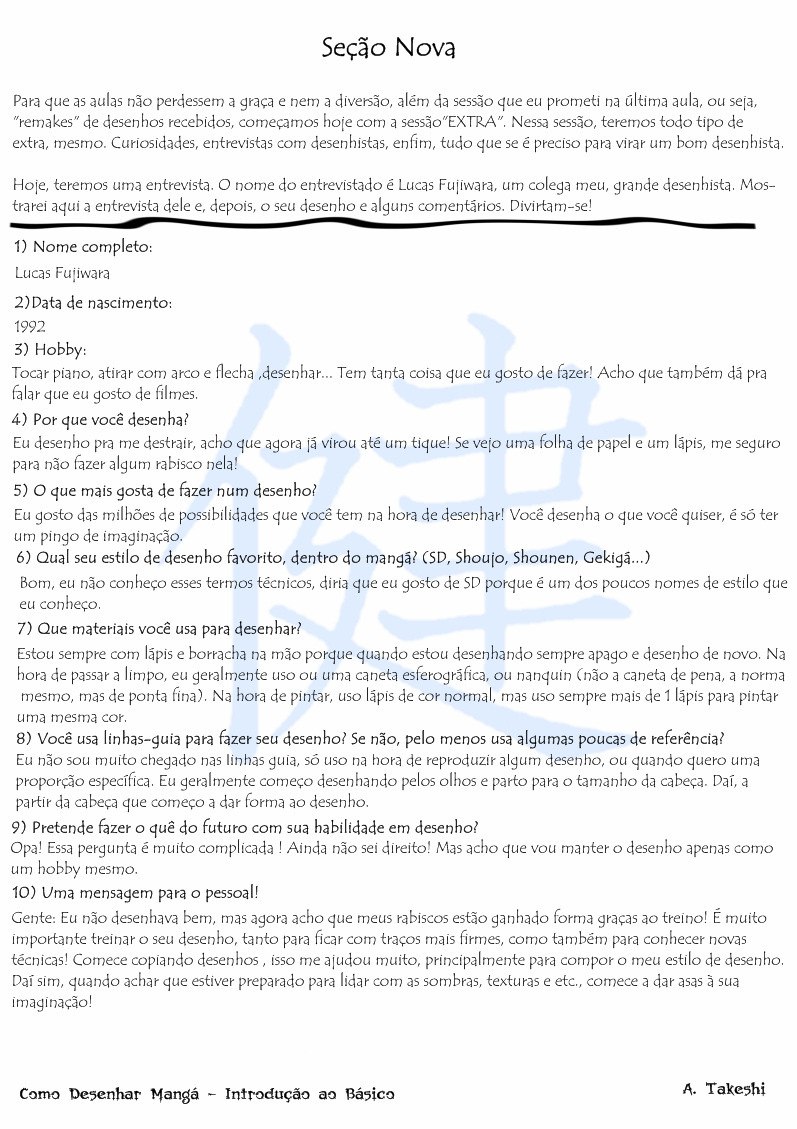 Seção Nova
Para que as aulas não perdessem a graça e nem a diversão, além da sessão que eu prometi na última aula, ou seja,
"remakes" de desenhos recebidos, começamos hoje com a sessão"EXTRA". Nessa sessão, teremos todo tipo de
extra, mesmo. Curiosidades, entrevistas com desenhistas, enfim, tudo que se é preciso para virar um bom desenhista.
Hoje, teremos uma entrevista. O nome do entrevistado é Lucas Fujiwara, um colega meu, grande desenhista. Mos-
trarei aqui a entrevista dele e, depois, o seu desenho e alguns comentários. Divirtam-se!
1) Nome completo:
Lucas Fujiwara
2)Data de nascimento:
1992
3) Hobby:
Tocar piano, atirar com arco e flecha ,desenhar... Tem tanta coisa que eu gosto de fazer! Acho que também dá pra
falar que eu gosto de filmes.
4) Por que você desenha?
Eu desenho pra me destrair, acho que agora já virou até um tique! Se vejo uma folha de papel e um lápis, me seguro
para não fazer algum rabisco nela!
5) O que mais gosta de fazer num desenho?
Eu gosto das milhões de possibilidades que você tem na hora de desenhar! Você desenha o que você quiser, é só ter
um pingo de imaginação.
6) Qual seu estilo de desenho favorito, dentro do mangá? (SD, Shoujo, Shounen, Gekigá...)
Bom, eu não conheço esses termos técnicos, diria que eu gosto de SD porque é um dos poucos nomes de estilo que
eu conheço.
7) Que materiais você usa para desenhar?
Estou sempre com lápis e borracha na mão porque quando estou desenhando sempre apago e desenho de novo. Na
hora de passar a limpo, eu geralmente uso ou uma caneta esferográfica, ou nanquin (não a caneta de pena, a norma
mesmo, mas de ponta fina). Na hora de pintar, uso lápis de cor normal, mas uso sempre mais de 1 lápis para pintar
uma mesma cor.
8) Você usa linhas-guia para fazer seu desenho? Se não, pelo menos usa algumas poucas de referência?
Eu não sou muito chegado nas linhas guia, só uso na hora de reproduzir algum desenho, ou quando quero uma
proporção específica. Eu geralmente começo desenhando pelos olhos e parto para o tamanho da cabeça. Daí, a
partir da cabeça que começo a dar forma ao desenho.
9) Pretende fazer o quê do futuro com sua habilidade em desenho?
Opa! Essa pergunta é muito complicada ! Ainda não sei direito! Mas acho que vou manter o desenho apenas como
um hobby mesmo.
10) Uma mensagem para o pessoal!
Gente: Eu não desenhava bem, mas agora acho que meus rabiscos estão ganhado forma graças ao treino! É muito
importante treinar o seu desenho, tanto para ficar com traços mais firmes, como também para conhecer novas
técnicas! Comece copiando desenhos , isso me ajudou muito, principalmente para compor o meu estilo de desenho.
Daí sim, quando achar que estiver preparado para lidar com as sombras, texturas e etc., comece a dar asas à sua
imaginação!
健
Como Desenhar Mangá - Introdução ao Básico
A. Takeshi